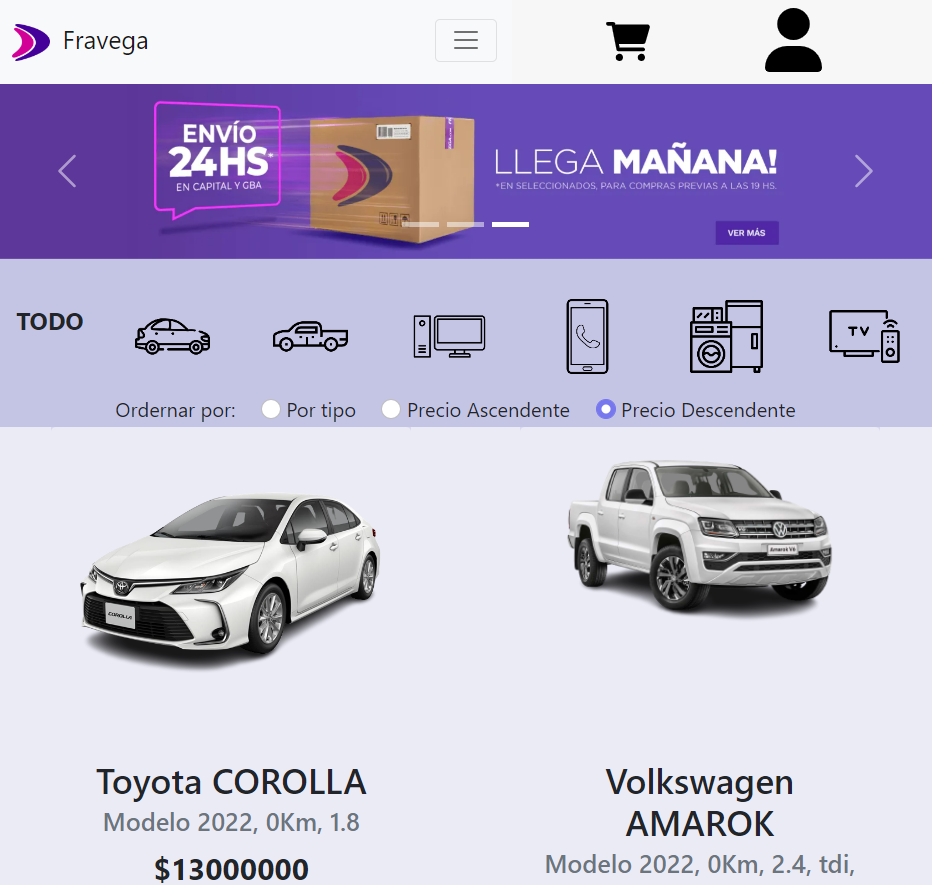 Fravega
ENVÍO
24HS*
EN CAPITAL Y GBA
LLEGA MAÑANA!
*EN SELECCIONADOS, PARA COMPRAS PREVIAS A LAS 19 HS.
VER MÁS
TODO
TV
Ordernar por: Por tipo Precio Ascendente Precio Descendente
COROLLA
Amarok V6
Toyota COROLLA
Modelo 2022, 0Km, 1.8
$13000000
Volkswagen
AMAROK
Modelo 2022, 0Km, 2.4, tdi,